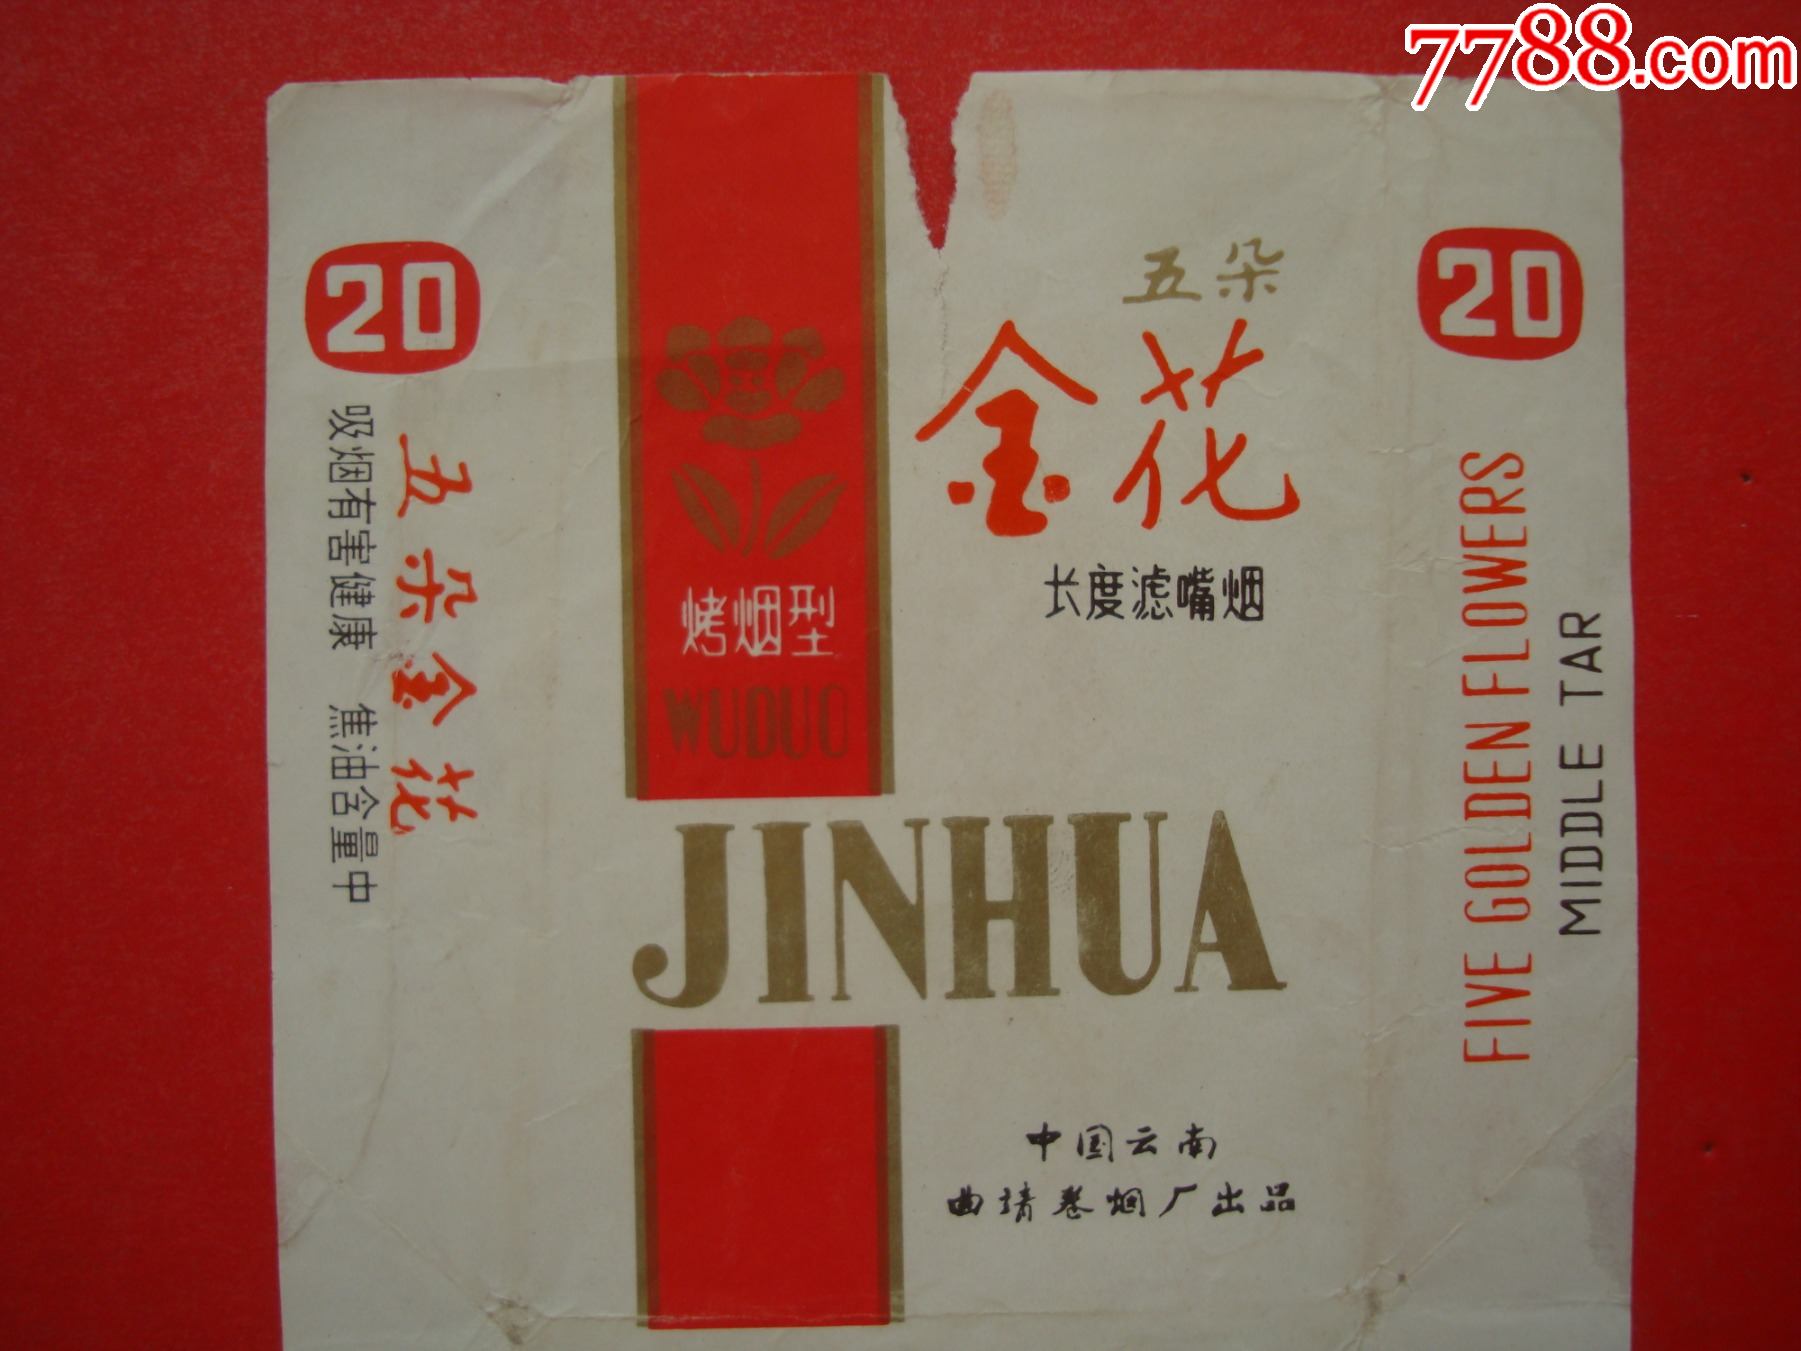 7788.com
20
吸烟有害健康 焦油含量中
五朵金花
烤烟型
WUDUO
五朵
金花
长度滤嘴烟
JINHUA
中国云南
曲靖卷烟厂出品
20
FIVE GOLDEN FLOWERS
MIDDLE TAR